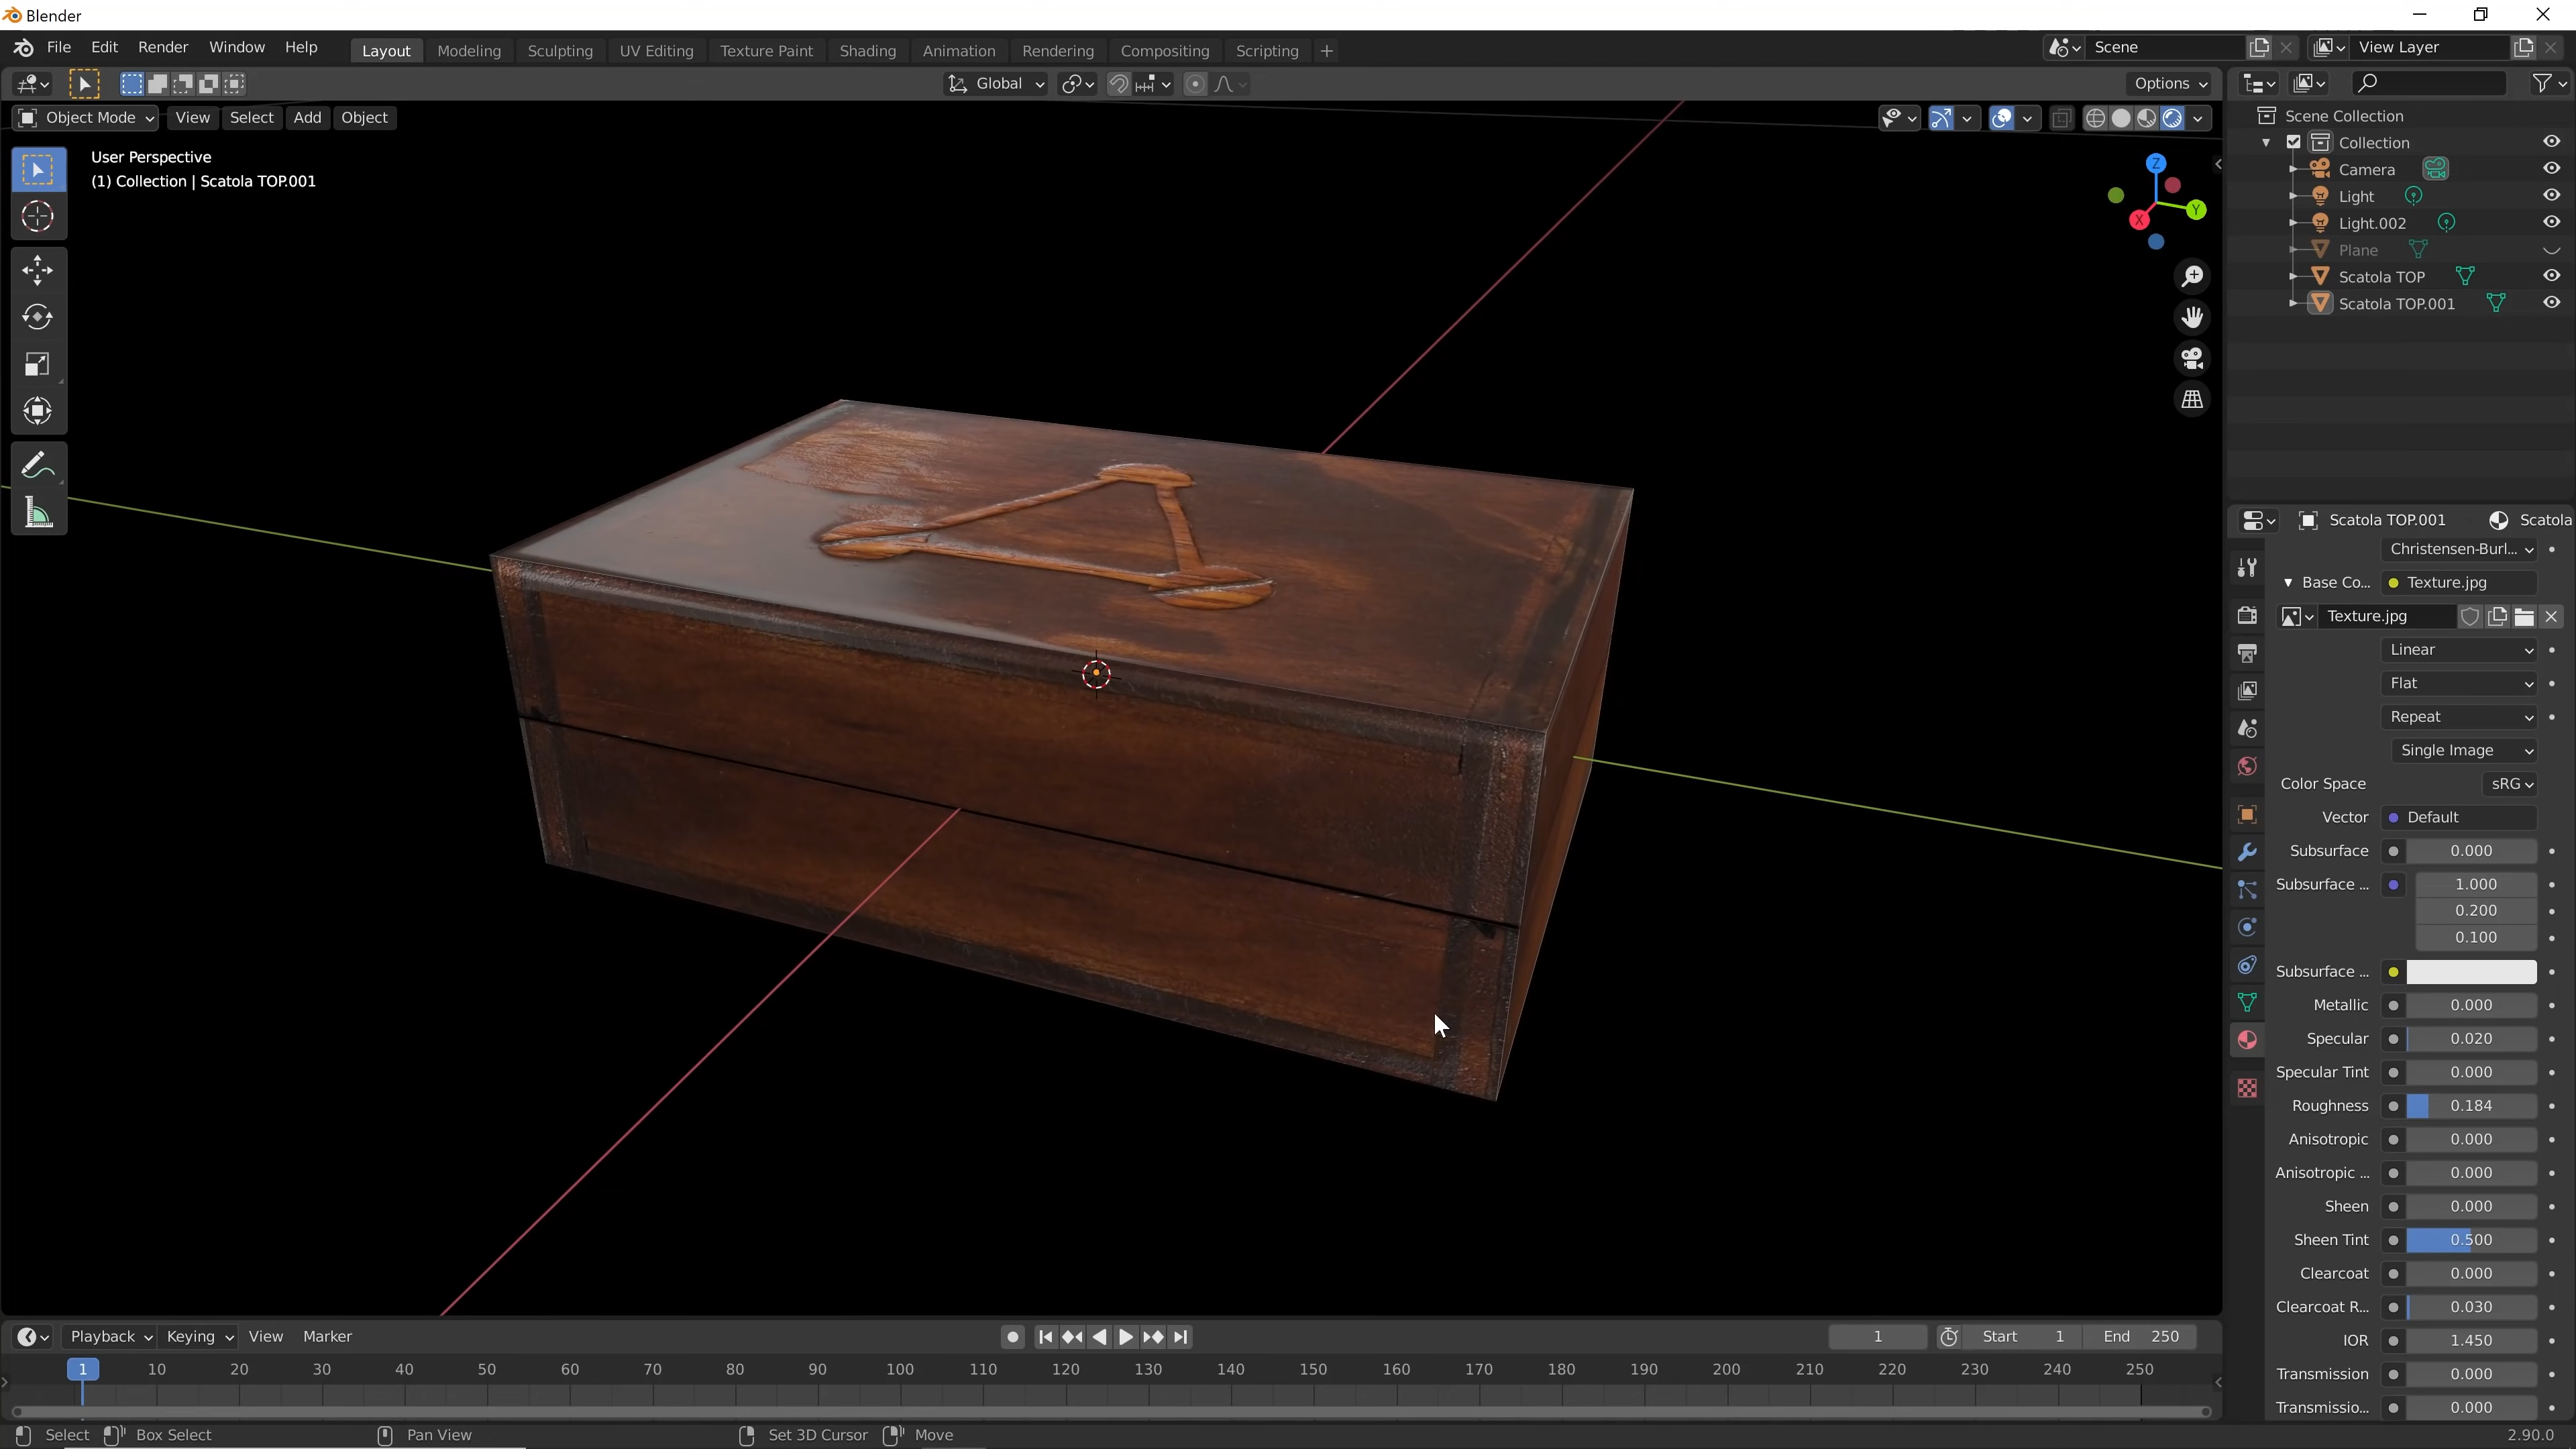 Blender
File Edit Render Window Help Layout Modeling Sculpting UV Editing Texture Paint Shading Animation Rendering Compositing Scripting + Scene View Layer
Global Options
Object Mode View Select Add Object
User Perspective
(1) Collection | Scatola TOP.001
Z
Y
X
Scene Collection
Collection
Camera
Light
Light.002
Plane
Scatola TOP
Scatola TOP.001
Scatola TOP.001 Scatola
Christensen-Burl...
Base Co... Texture.jpg
Texture.jpg
Linear
Flat
Repeat
Single Image
Color Space sRG
Vector Default
Subsurface 0.000
Subsurface ... 1.000
0.200
0.100
Subsurface ...
Metallic 0.000
Specular 0.020
Specular Tint 0.000
Roughness 0.184
Anisotropic 0.000
Anisotropic ... 0.000
Sheen 0.000
Sheen Tint 0.500
Clearcoat 0.000
Clearcoat R... 0.030
IOR 1.450
Transmission 0.000
Transmissio... 0.000
Playback Keying View Marker 1 Start 1 End 250
1 10 20 30 40 50 60 70 80 90 100 110 120 130 140 150 160 170 180 190 200 210 220 230 240 250
Select Box Select Pan View Set 3D Cursor Move 2.90.0